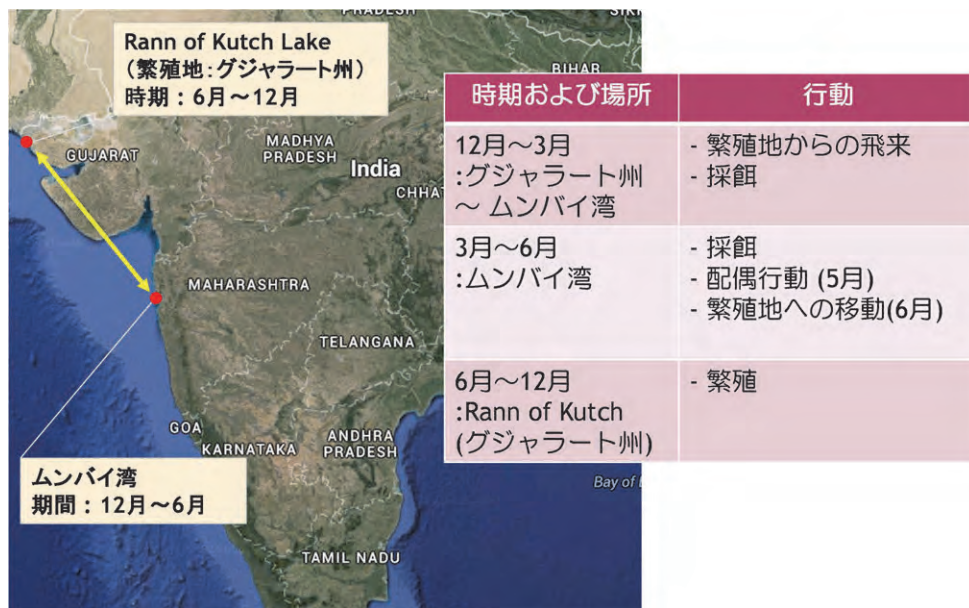 PRADESH
SIK
Rann of Kutch Lake
（繁殖地：グジャラート州）
時期：6月～12月
BIHAR
GUJARAT
MADHYA
PRADESH
India
CHHAT
MAHARASHTRA
TELANGANA
GOA
KARNATAKA
ANDHRA
PRADESH
ムンバイ湾
期間：12月～6月
Bay of
TAMIL NADU
時期および場所
行動
12月～3月
:グジャラート州
～ ムンバイ湾
- 繁殖地からの飛来
- 採餌
3月～6月
:ムンバイ湾
- 採餌
- 配偶行動 (5月)
- 繁殖地への移動(6月)
6月～12月
:Rann of Kutch
(グジャラート州)
- 繁殖